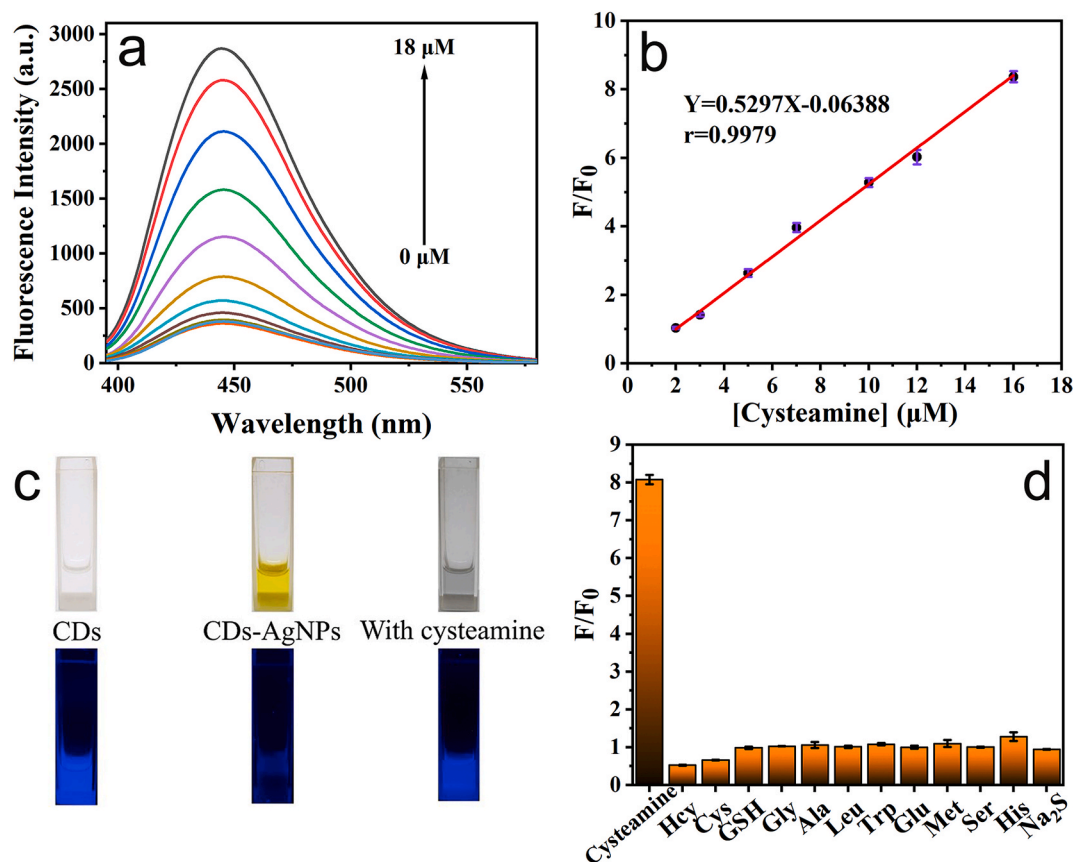 a
18 μM
0 μM
Fluorescence Intensity (a.u.)
3000
2500
2000
1500
1000
500
0
400
450
500
550
Wavelength (nm)
b
Y=0.5297X-0.06388
r=0.9979
F/F0
10
8
6
4
2
0
0
2
4
6
8
10
12
14
16
18
[Cysteamine] (μM)
c
CDs
CDs-AgNPs
With cysteamine
d
F/F0
9
8
7
6
5
4
3
2
1
0
Cysteamine
Hcy
Cys
GSH
Gly
Ala
Leu
Trp
Glu
Met
Ser
His
Na2S